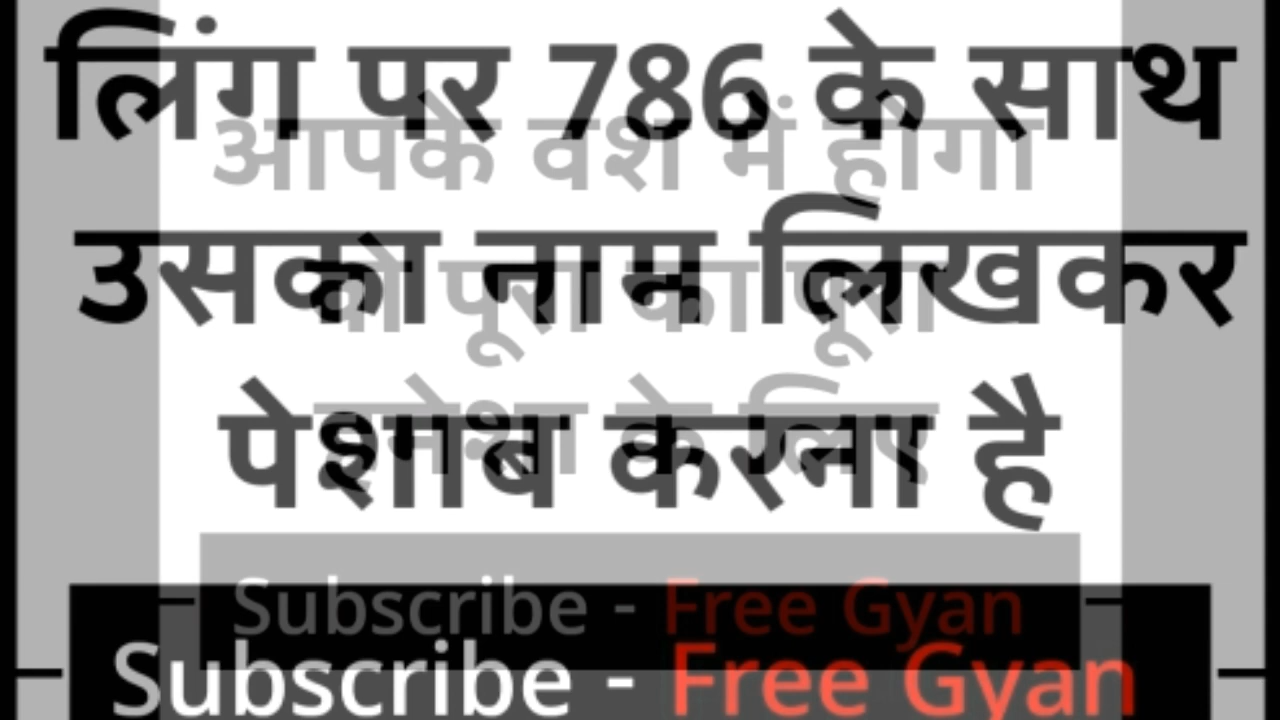 लिंग पर 786 के साथ
आपके वश में होगा
उसका नाम लिखकर
वो पूरा का पूरा
पेशाब करना है
हमेशा के लिए
Subscribe - Free Gyan
Subscribe - Free Gyan